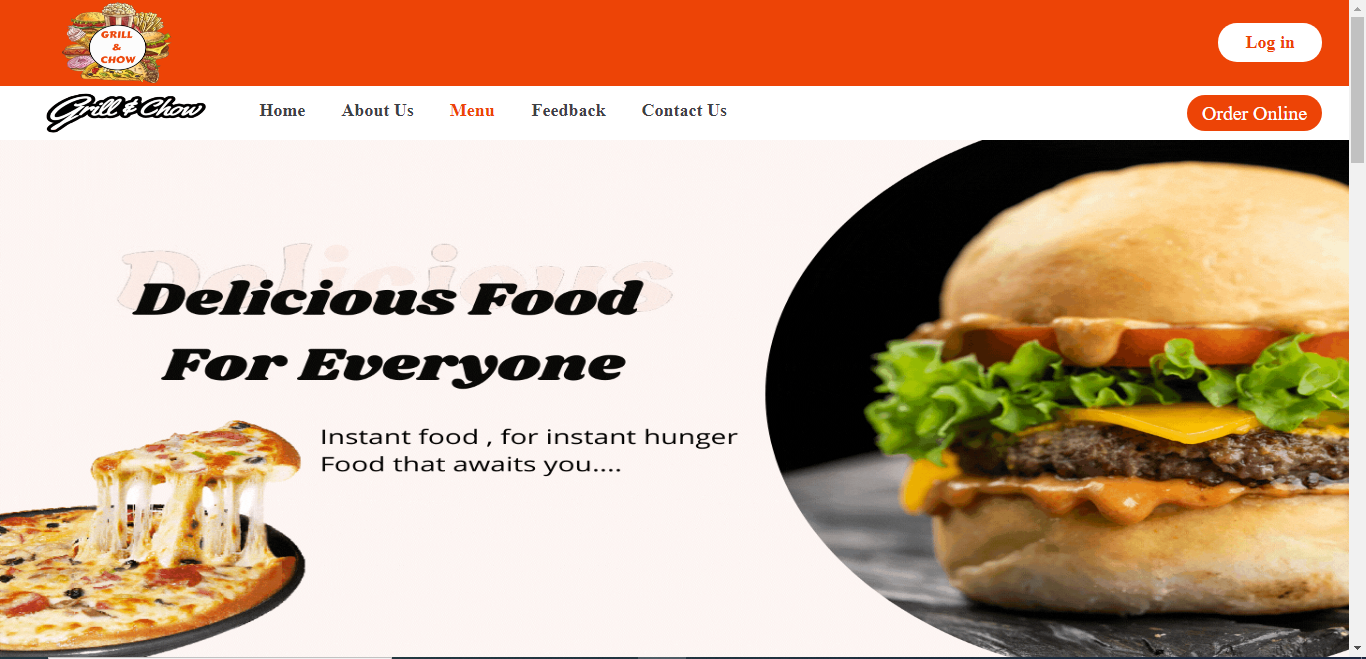 GRILL
&
CHOW
Log in
Grill & Chow
Home About Us Menu Feedback Contact Us
Order Online
Delicious
Delicious Food
For Everyone
Instant food , for instant hunger
Food that awaits you....